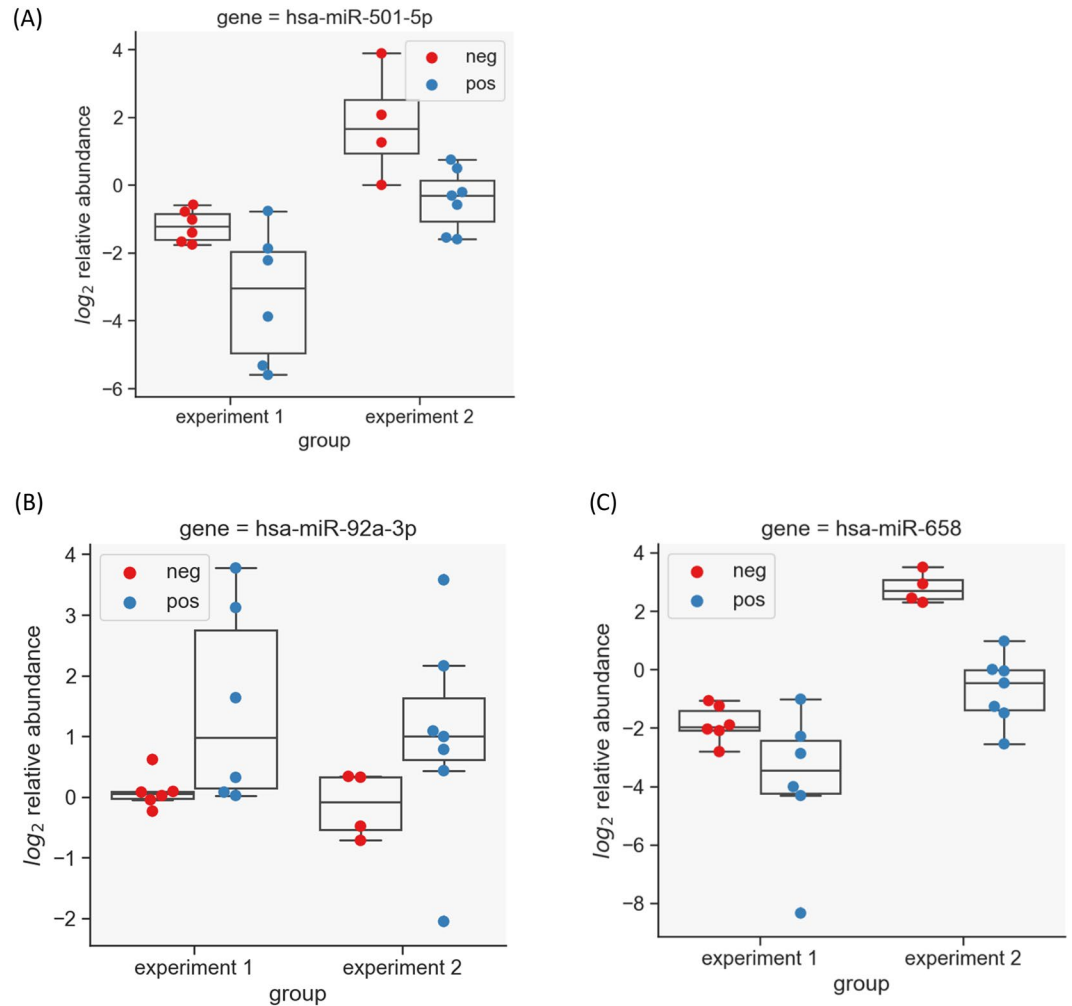 (A)
gene = hsa-miR-501-5p
neg
pos
4
2
0
−2
−4
−6
log2 relative abundance
experiment 1 experiment 2
group
(B)
gene = hsa-miR-92a-3p
neg
pos
4
3
2
1
0
−1
−2
log2 relative abundance
experiment 1 experiment 2
group
(C)
gene = hsa-miR-658
neg
pos
4
2
0
−2
−4
−6
−8
log2 relative abundance
experiment 1 experiment 2
group